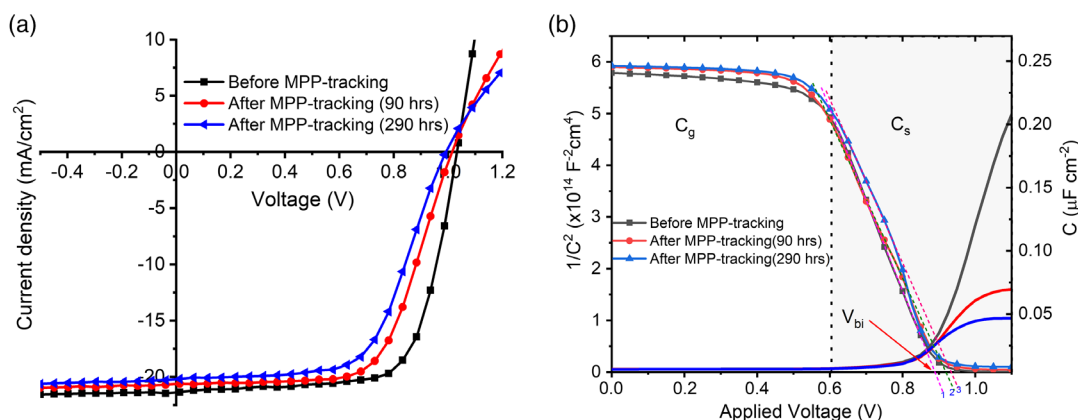 (a)
10
5
0
-5
-10
-15
-20
-0.4
-0.2
0.0
0.2
0.4
0.6
0.8
1.0
1.2
Current density (mA/cm²)
Voltage (V)
Before MPP-tracking
After MPP-tracking (90 hrs)
After MPP-tracking (290 hrs)
(b)
6
5
4
3
2
1
0
1/C² (x10¹⁴ F⁻²cm⁴)
C_g
C_s
Before MPP-tracking
After MPP-tracking(90 hrs)
After MPP-tracking(290 hrs)
V_bi
1 2 3
0.25
0.20
0.15
0.10
0.05
0.00
C (µF cm⁻²)
0.0
0.2
0.4
0.6
0.8
1.0
Applied Voltage (V)